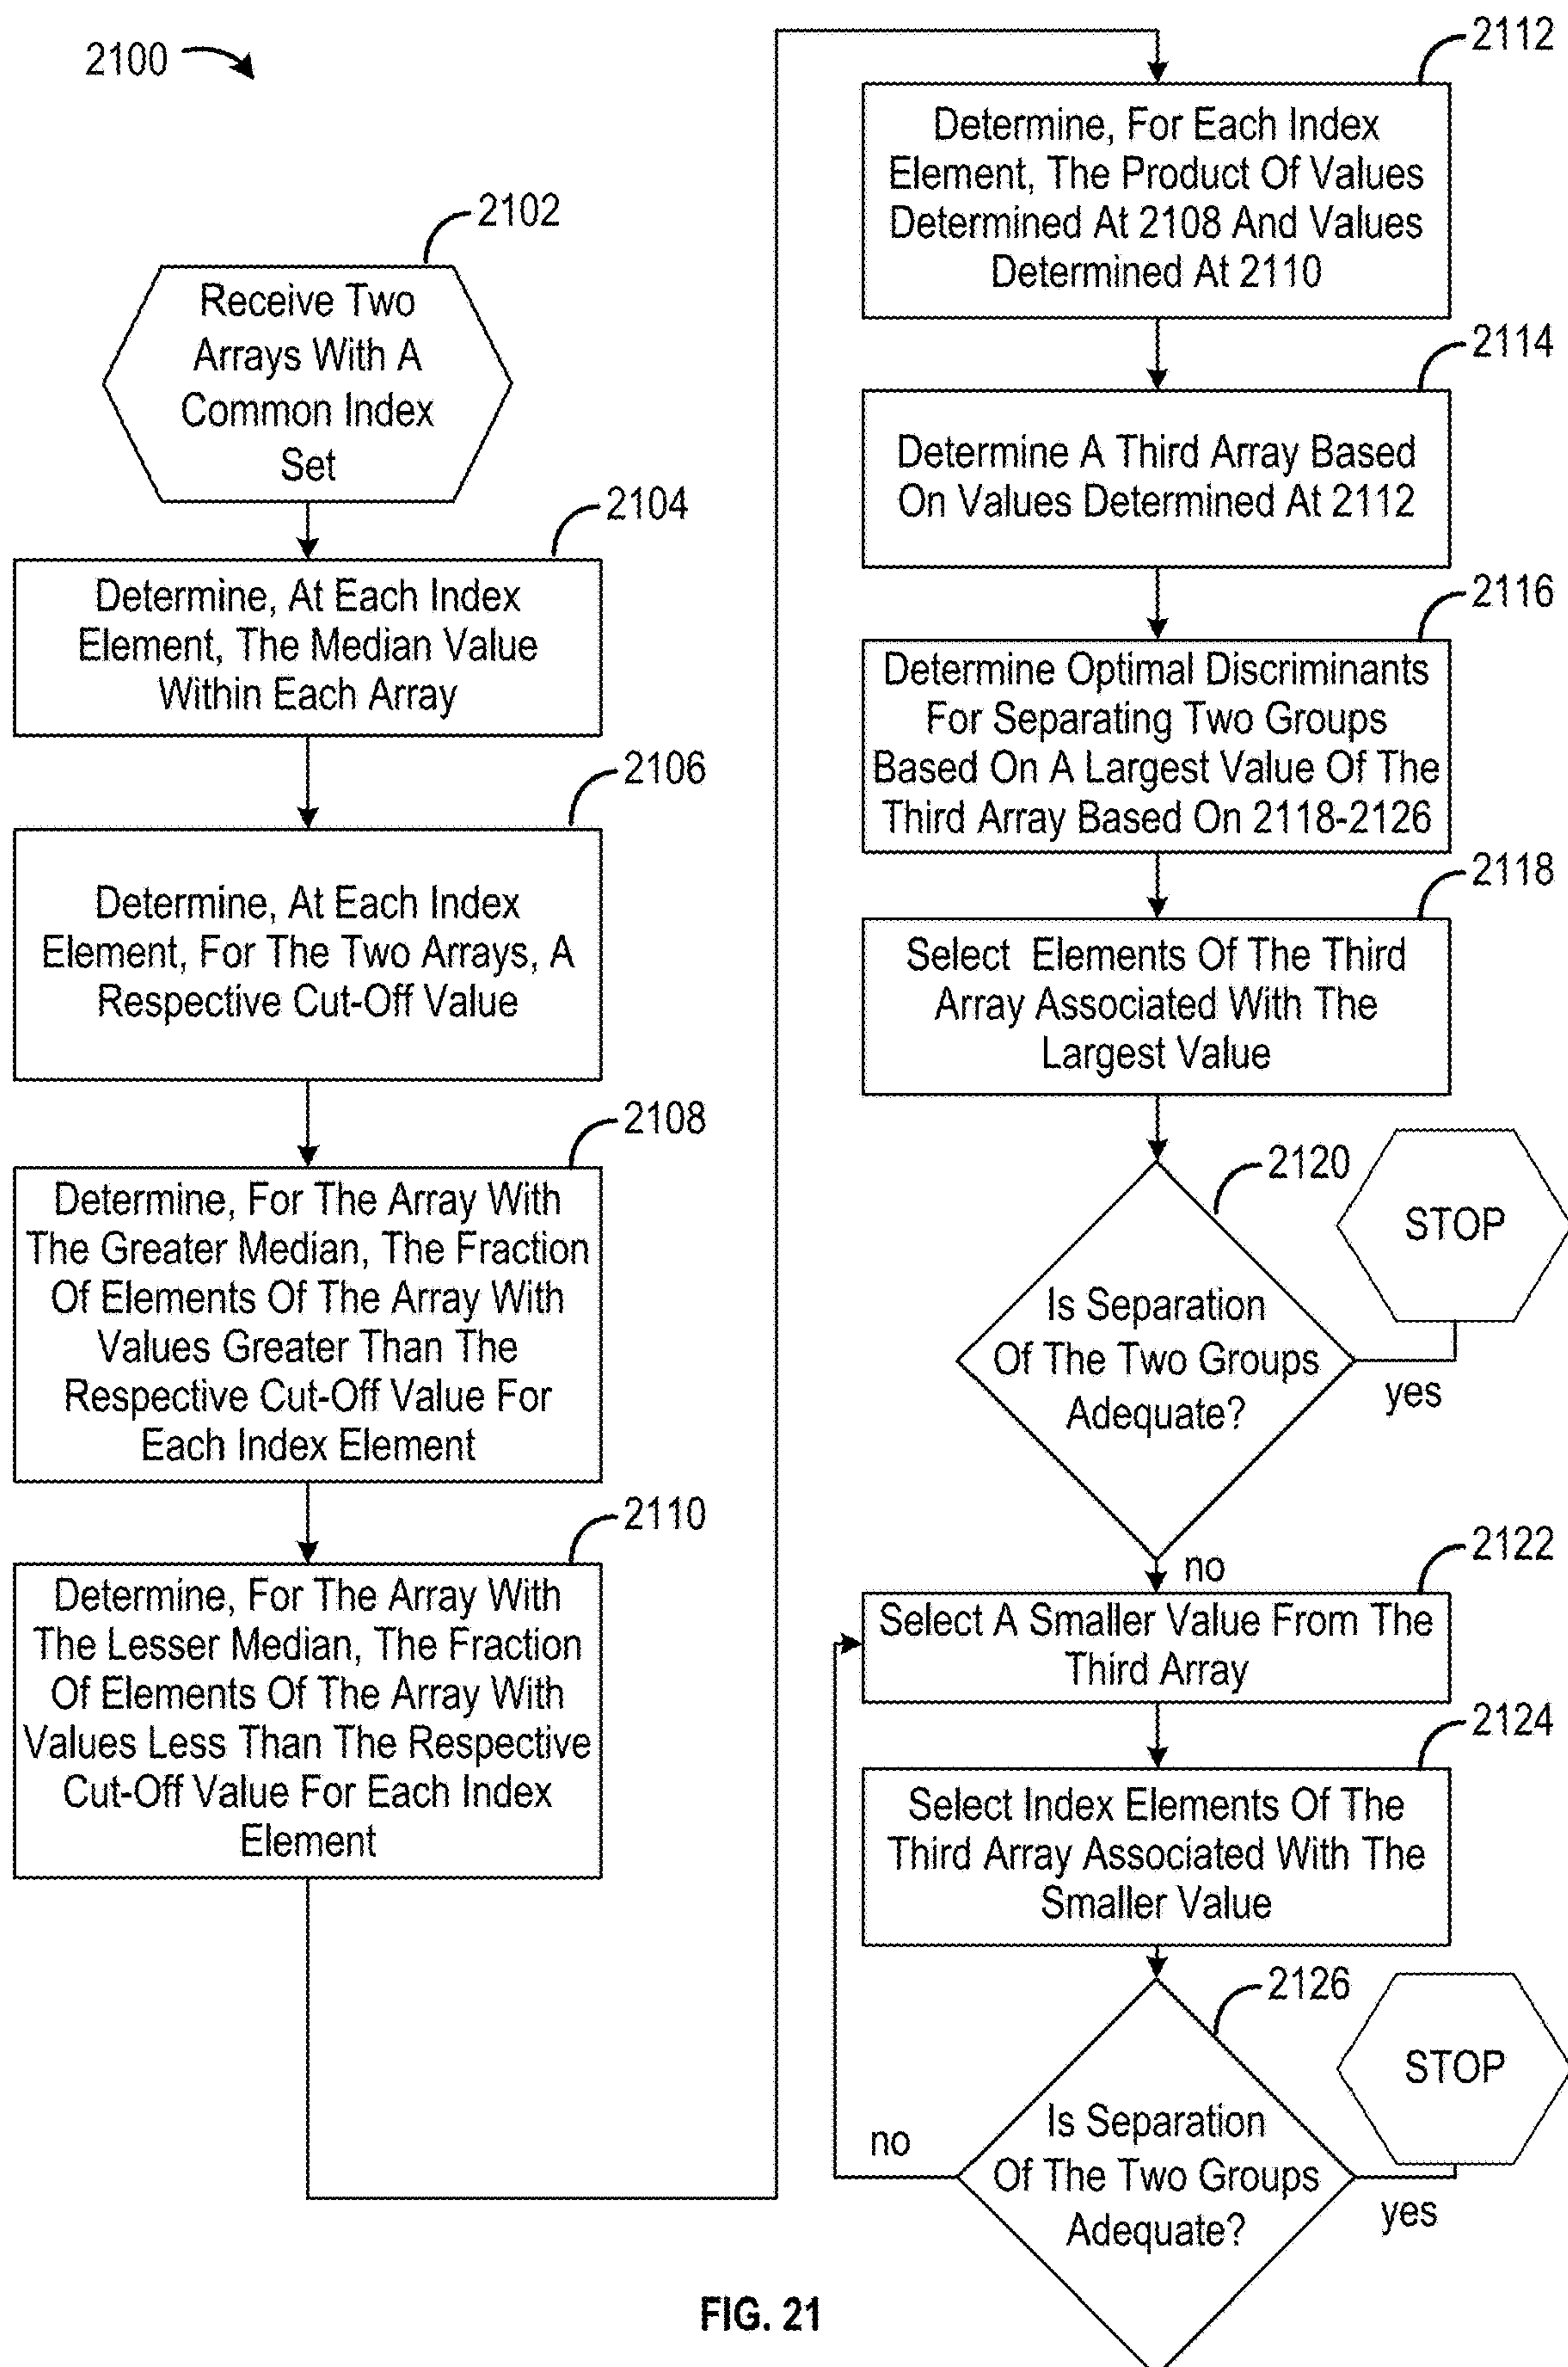 2100
2102
Receive Two
Arrays With A
Common Index
Set
2104
Determine, At Each Index
Element, The Median Value
Within Each Array
2106
Determine, At Each Index
Element, For The Two Arrays, A
Respective Cut-Off Value
2108
Determine, For The Array With
The Greater Median, The Fraction
Of Elements Of The Array With
Values Greater Than The
Respective Cut-Off Value For
Each Index Element
2110
Determine, For The Array With
The Lesser Median, The Fraction
Of Elements Of The Array With
Values Less Than The Respective
Cut-Off Value For Each Index
Element
2112
Determine, For Each Index
Element, The Product Of Values
Determined At 2108 And Values
Determined At 2110
2114
Determine A Third Array Based
On Values Determined At 2112
2116
Determine Optimal Discriminants
For Separating Two Groups
Based On A Largest Value Of The
Third Array Based On 2118-2126
2118
Select Elements Of The Third
Array Associated With The
Largest Value
2120
Is Separation
Of The Two Groups
Adequate?
yes
STOP
no
2122
Select A Smaller Value From The
Third Array
2124
Select Index Elements Of The
Third Array Associated With The
Smaller Value
2126
Is Separation
Of The Two Groups
Adequate?
no
yes
STOP
FIG. 21